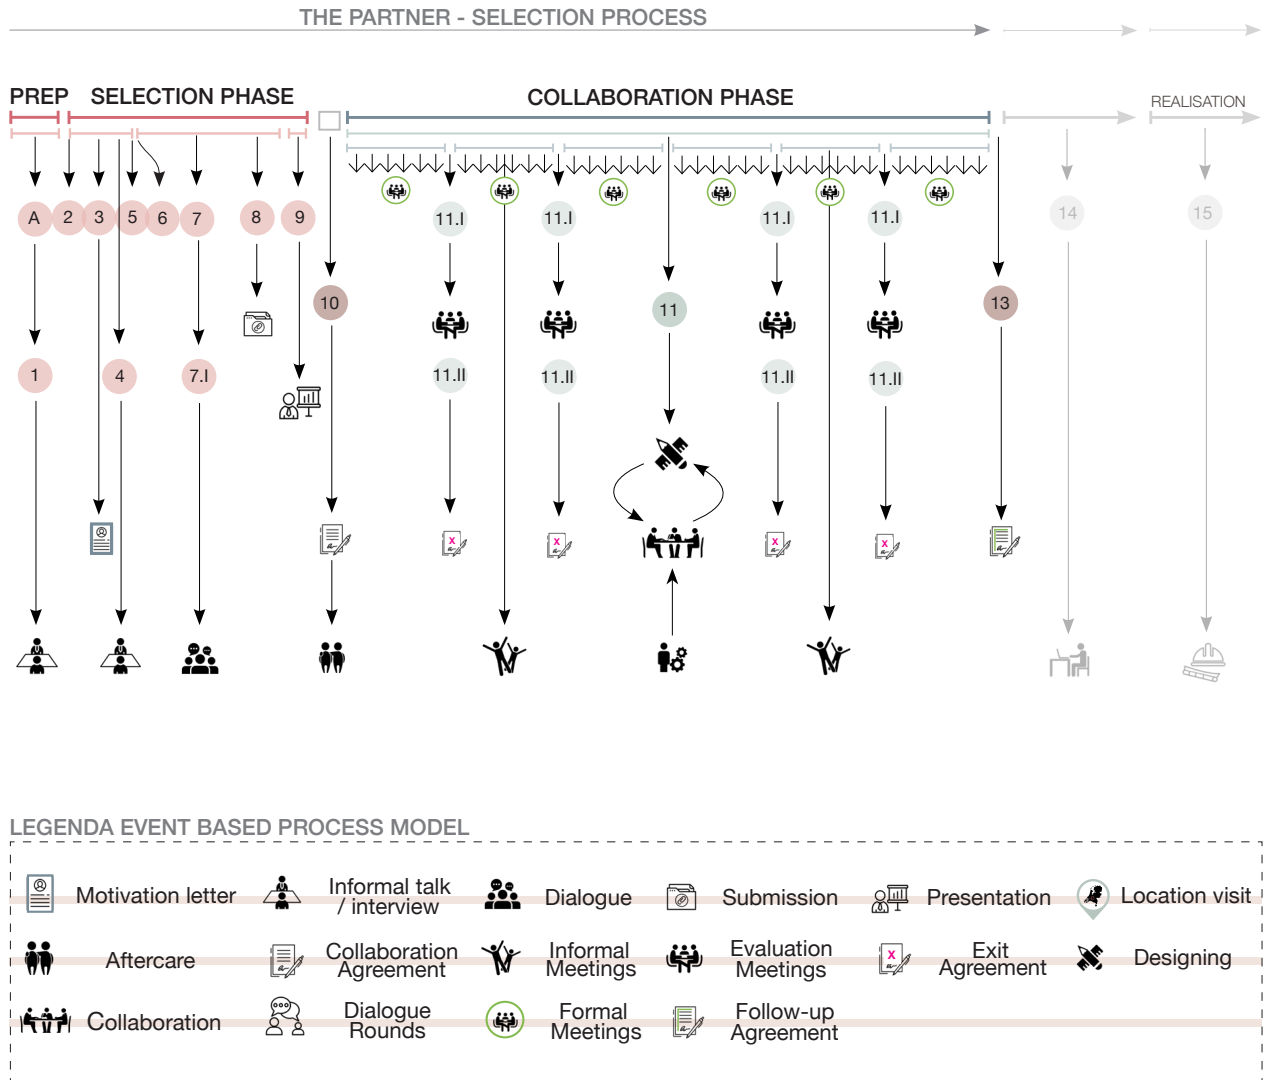 THE PARTNER - SELECTION PROCESS
PREP
SELECTION PHASE
COLLABORATION PHASE
REALISATION
A
2
3
5
6
7
8
9
11.I
11.I
11.I
11.I
14
15
10
11
13
1
4
7.I
11.II
11.II
11.II
11.II
X
X
X
X
LEGENDA EVENT BASED PROCESS MODEL
Motivation letter
Informal talk
/ interview
Dialogue
Submission
Presentation
Location visit
Aftercare
Collaboration
Agreement
Informal
Meetings
Evaluation
Meetings
X
Exit
Agreement
Designing
Collaboration
Dialogue
Rounds
Formal
Meetings
Follow-up
Agreement